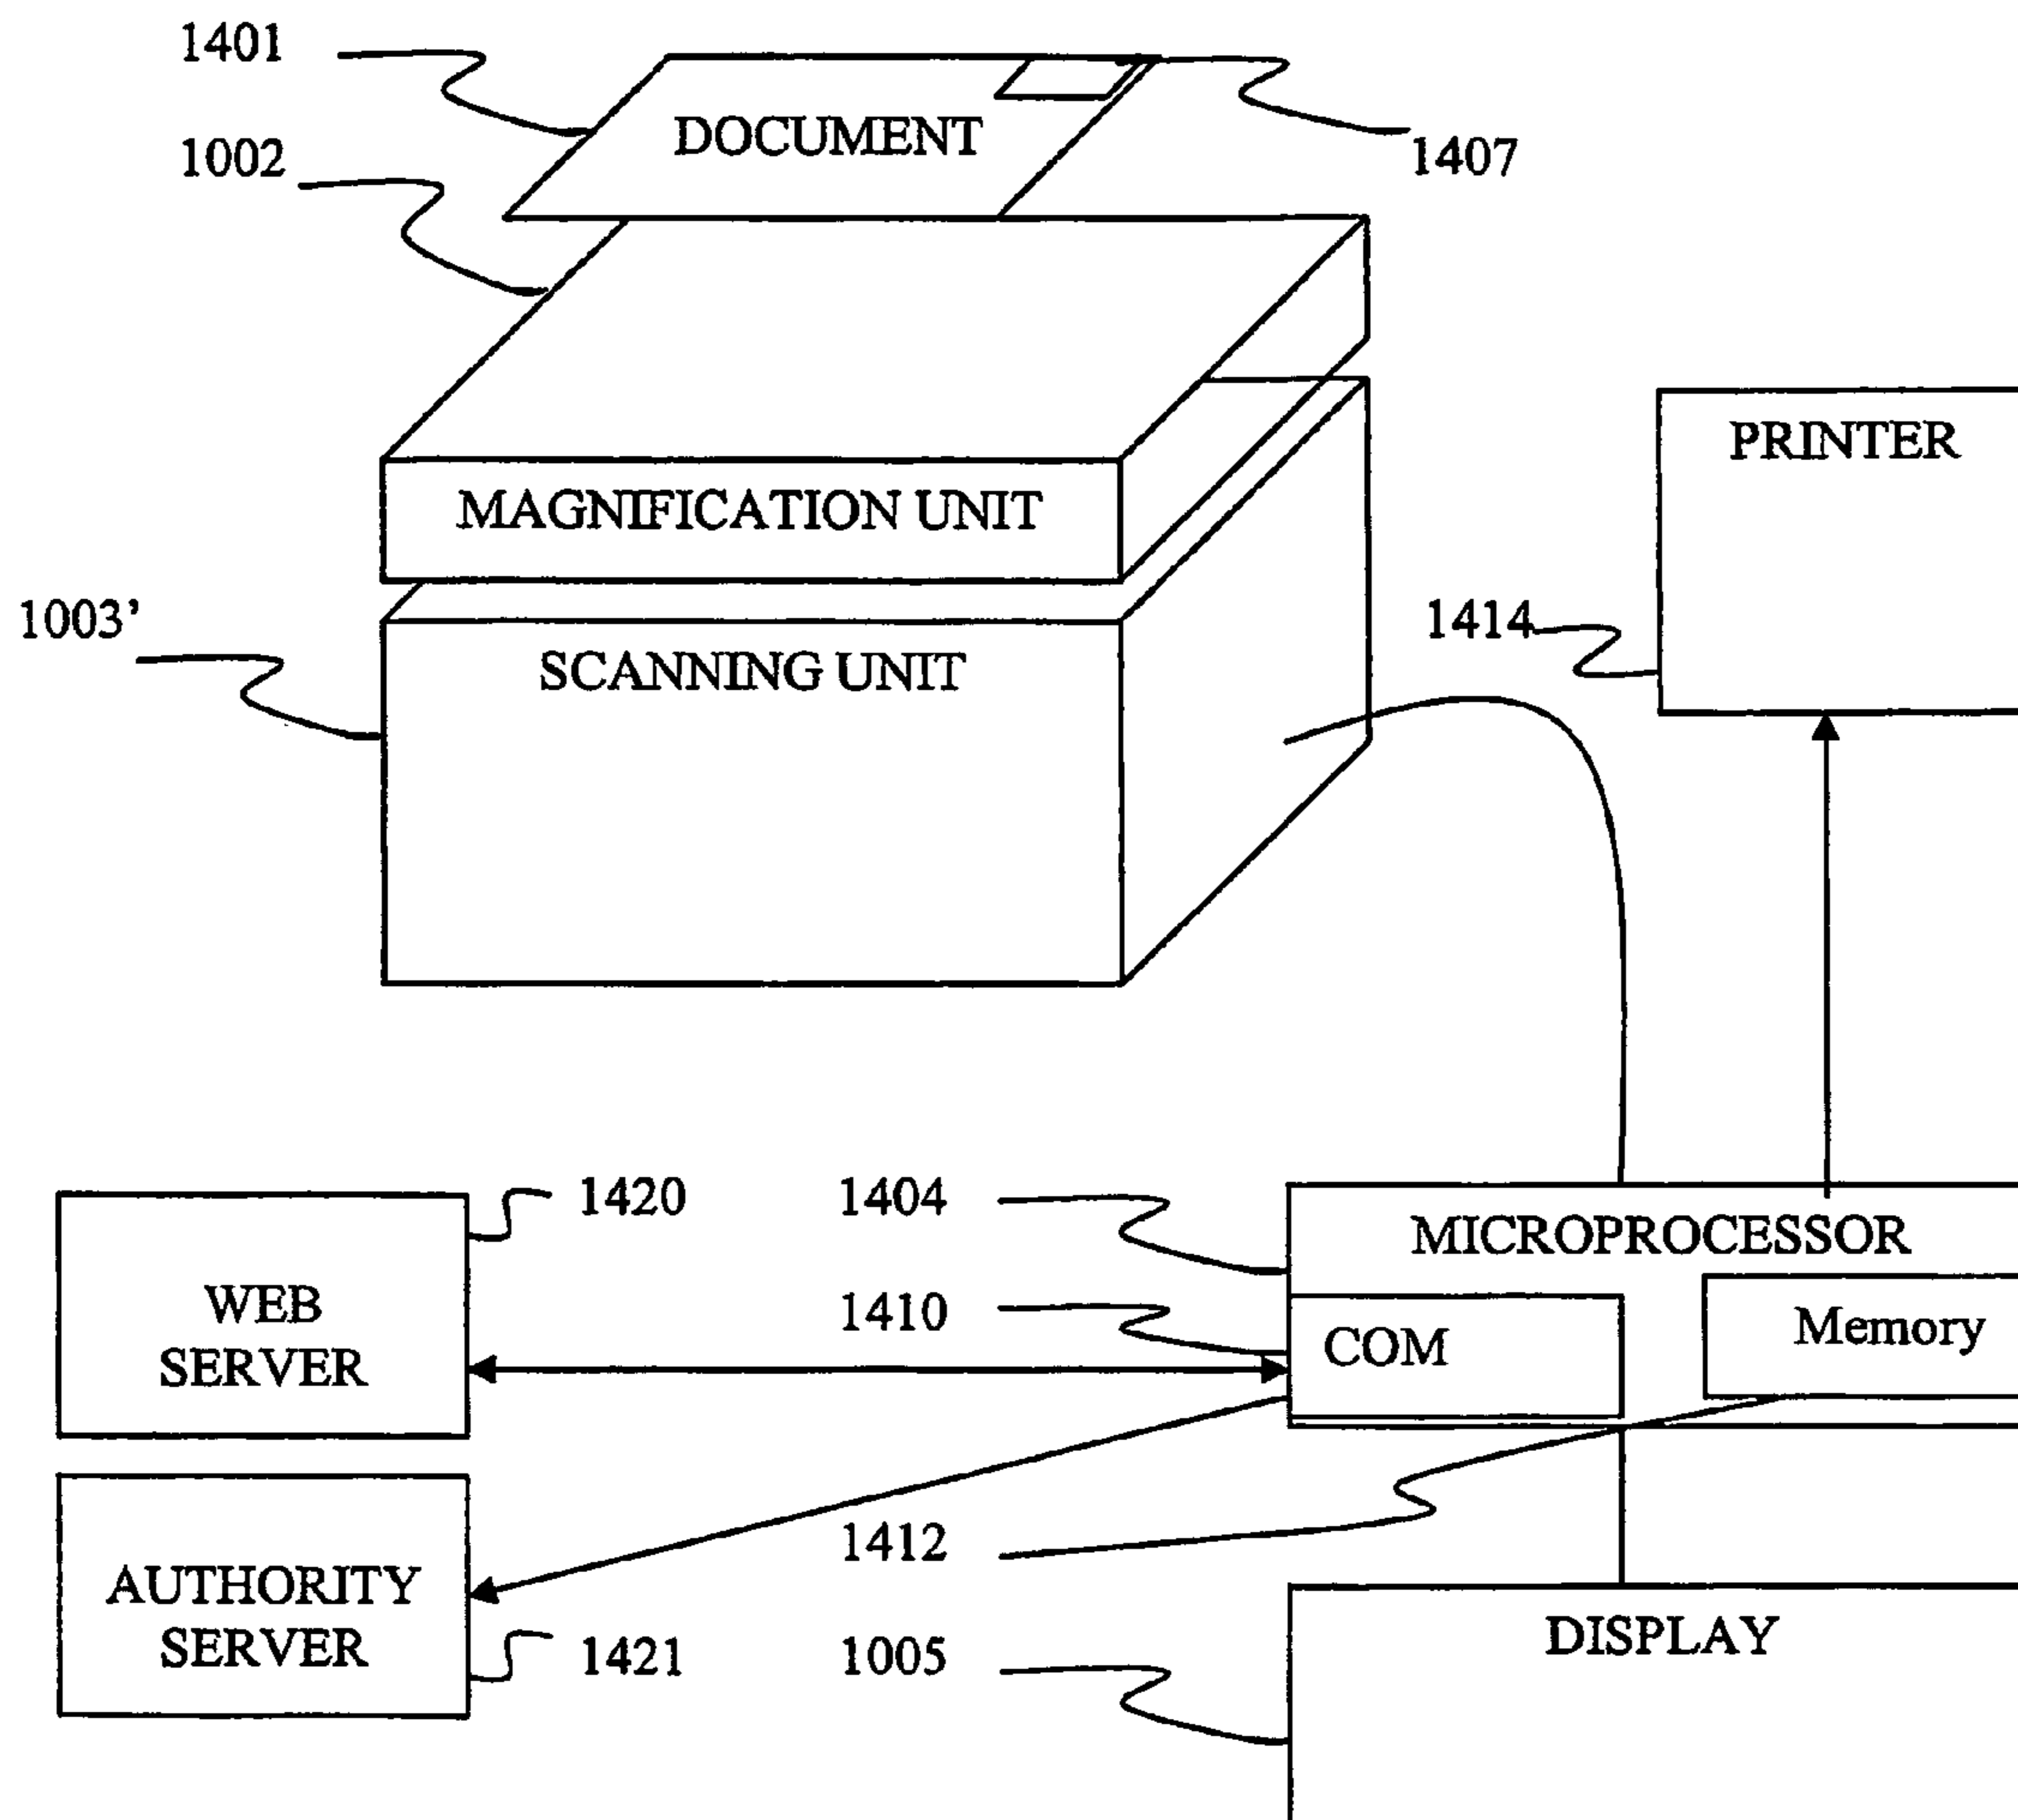 1401
DOCUMENT
1002
1407
PRINTER
MAGNIFICATION UNIT
1003’
1414
SCANNING UNIT
1420
1404
MICROPROCESSOR
WEB
SERVER
1410
COM
Memory
AUTHORITY
SERVER
1412
1421
1005
DISPLAY